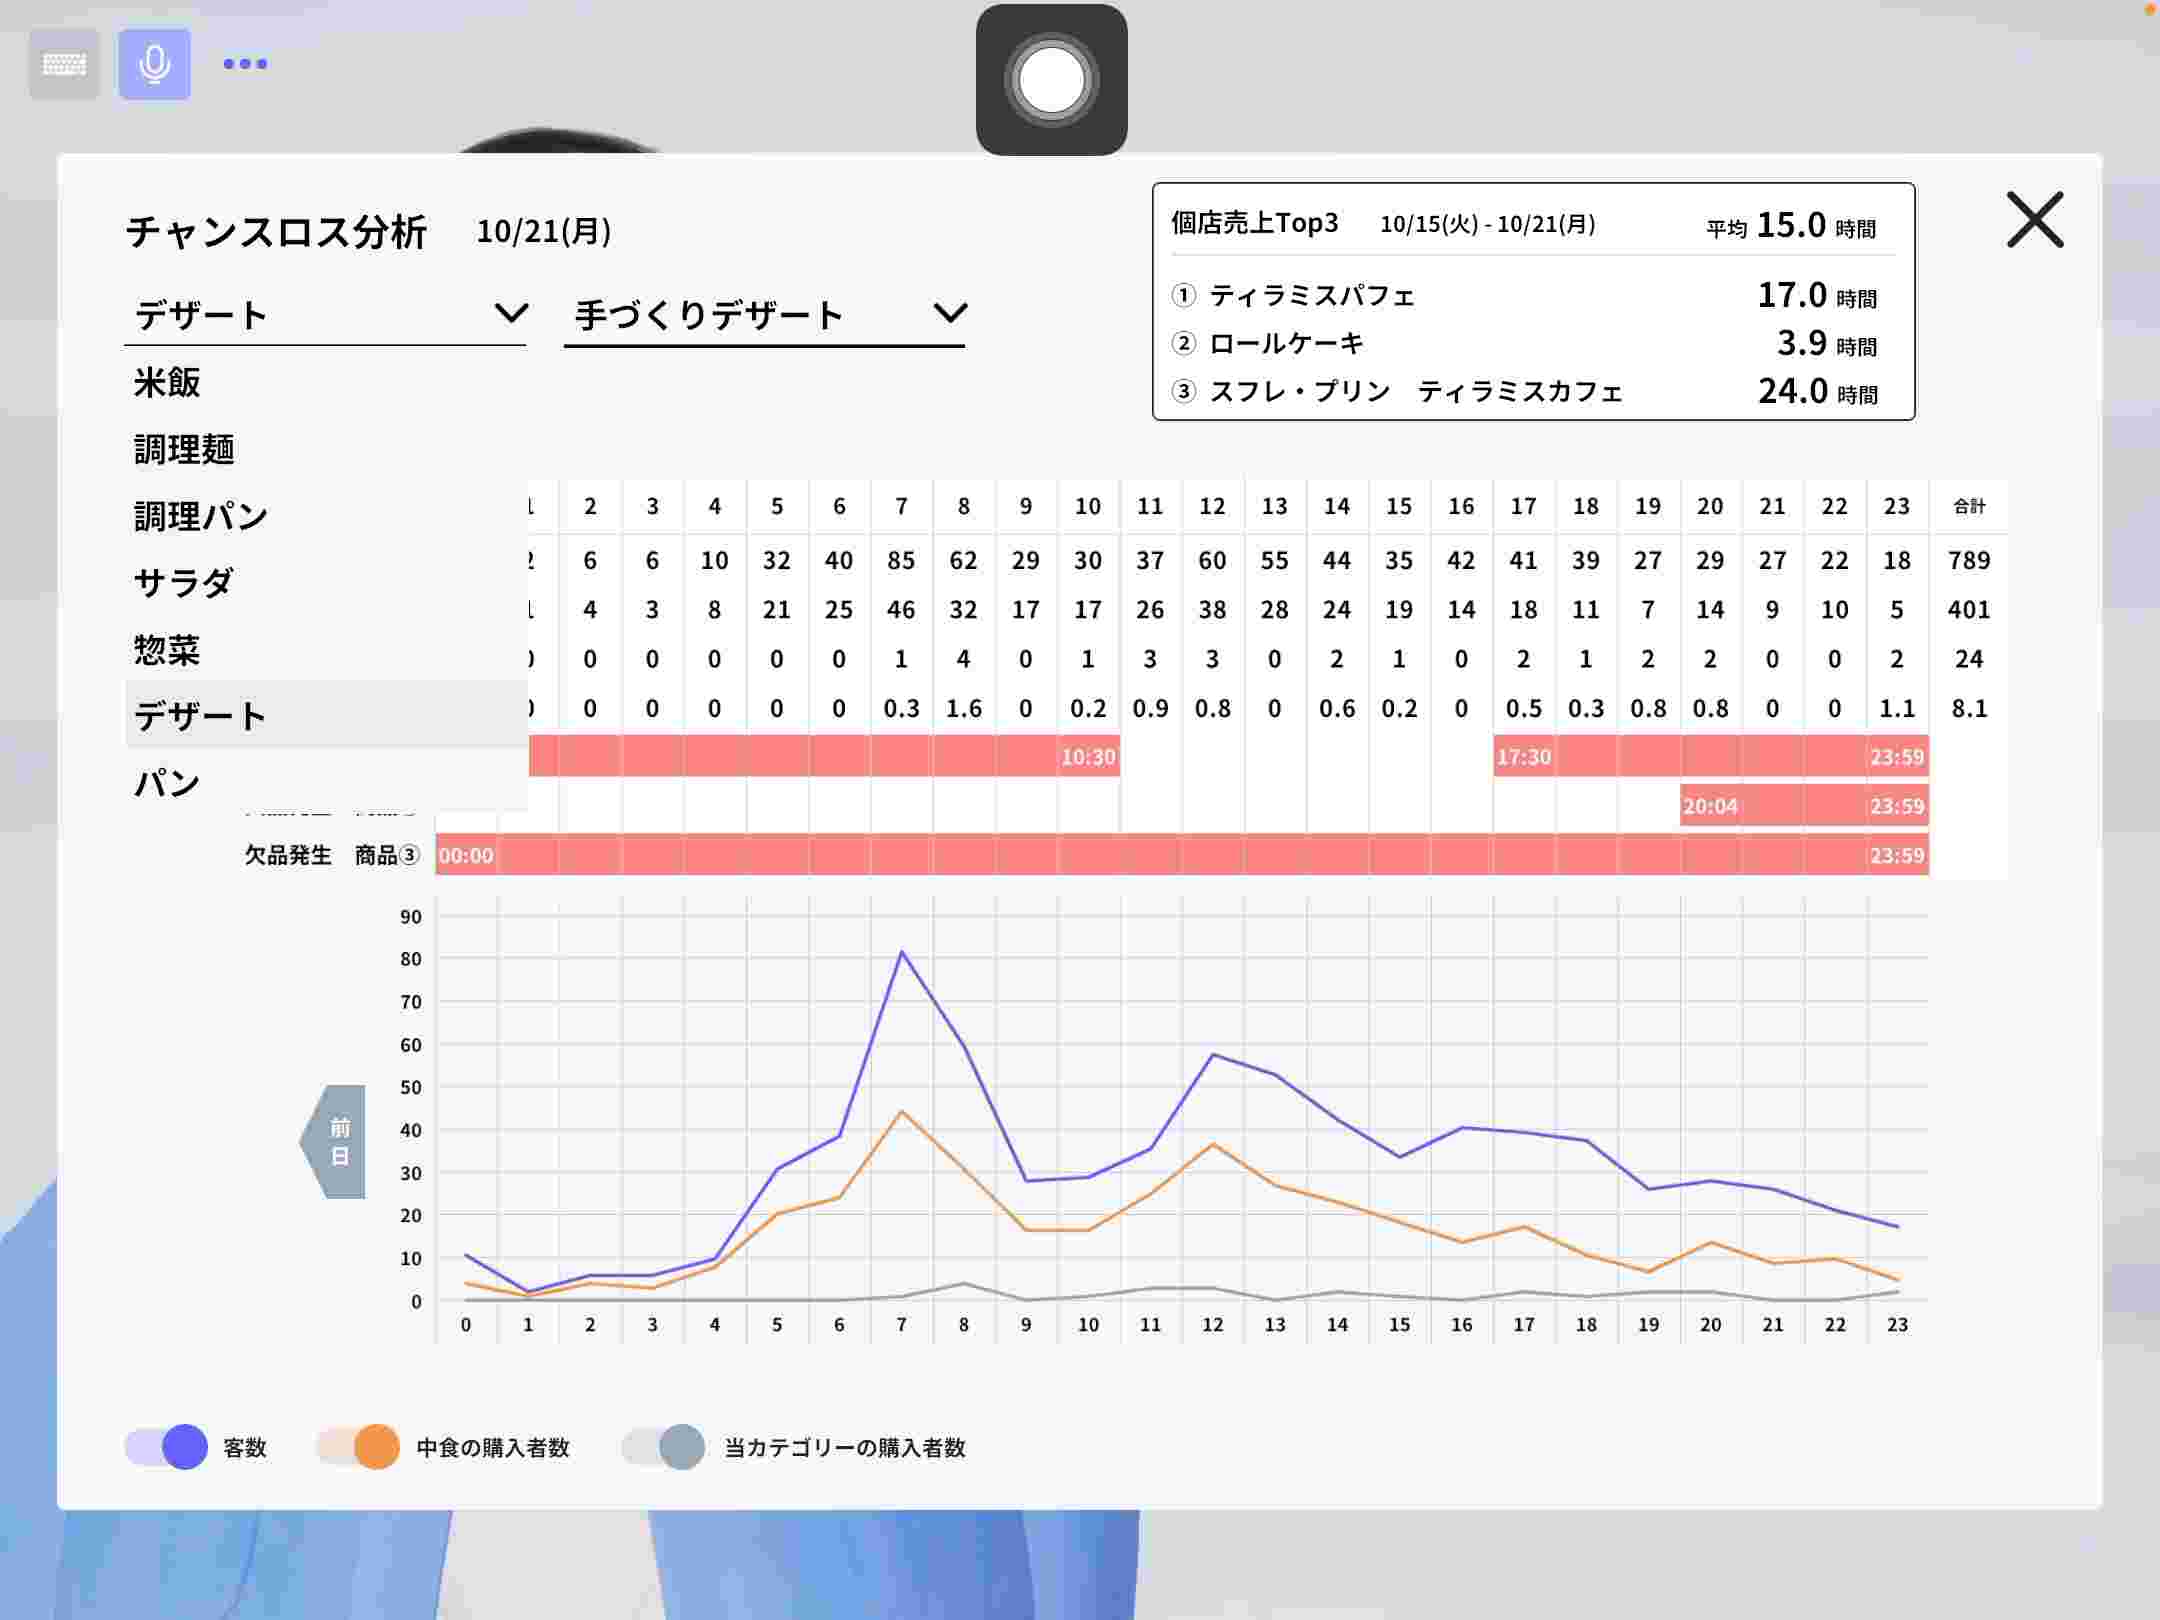 チャンスロス分析 10/21(月)
個店売上Top3 10/15(火) - 10/21(月) 平均 15.0 時間
① ティラミスパフェ 17.0 時間
② ロールケーキ 3.9 時間
③ スフレ・プリン　ティラミスカフェ 24.0 時間
デザート 手づくりデザート
米飯
調理麺
調理パン
サラダ
惣菜
デザート
パン
1 2 3 4 5 6 7 8 9 10 11 12 13 14 15 16 17 18 19 20 21 22 23 合計
2 6 6 10 32 40 85 62 29 30 37 60 55 44 35 42 41 39 27 29 27 22 18 789
1 4 3 8 21 25 46 32 17 17 26 38 28 24 19 14 18 11 7 14 9 10 5 401
0 0 0 0 0 0 1 4 0 1 3 3 0 2 1 0 2 1 2 2 0 0 2 24
0 0 0 0 0 0 0.3 1.6 0 0.2 0.9 0.8 0 0.6 0.2 0 0.5 0.3 0.8 0.8 0 0 1.1 8.1
10:30 17:30 23:59
20:04 23:59
欠品発生　商品③ 00:00 23:59
90
80
70
60
50
40
30
20
10
0
前日
0 1 2 3 4 5 6 7 8 9 10 11 12 13 14 15 16 17 18 19 20 21 22 23
客数 中食の購入者数 当カテゴリーの購入者数